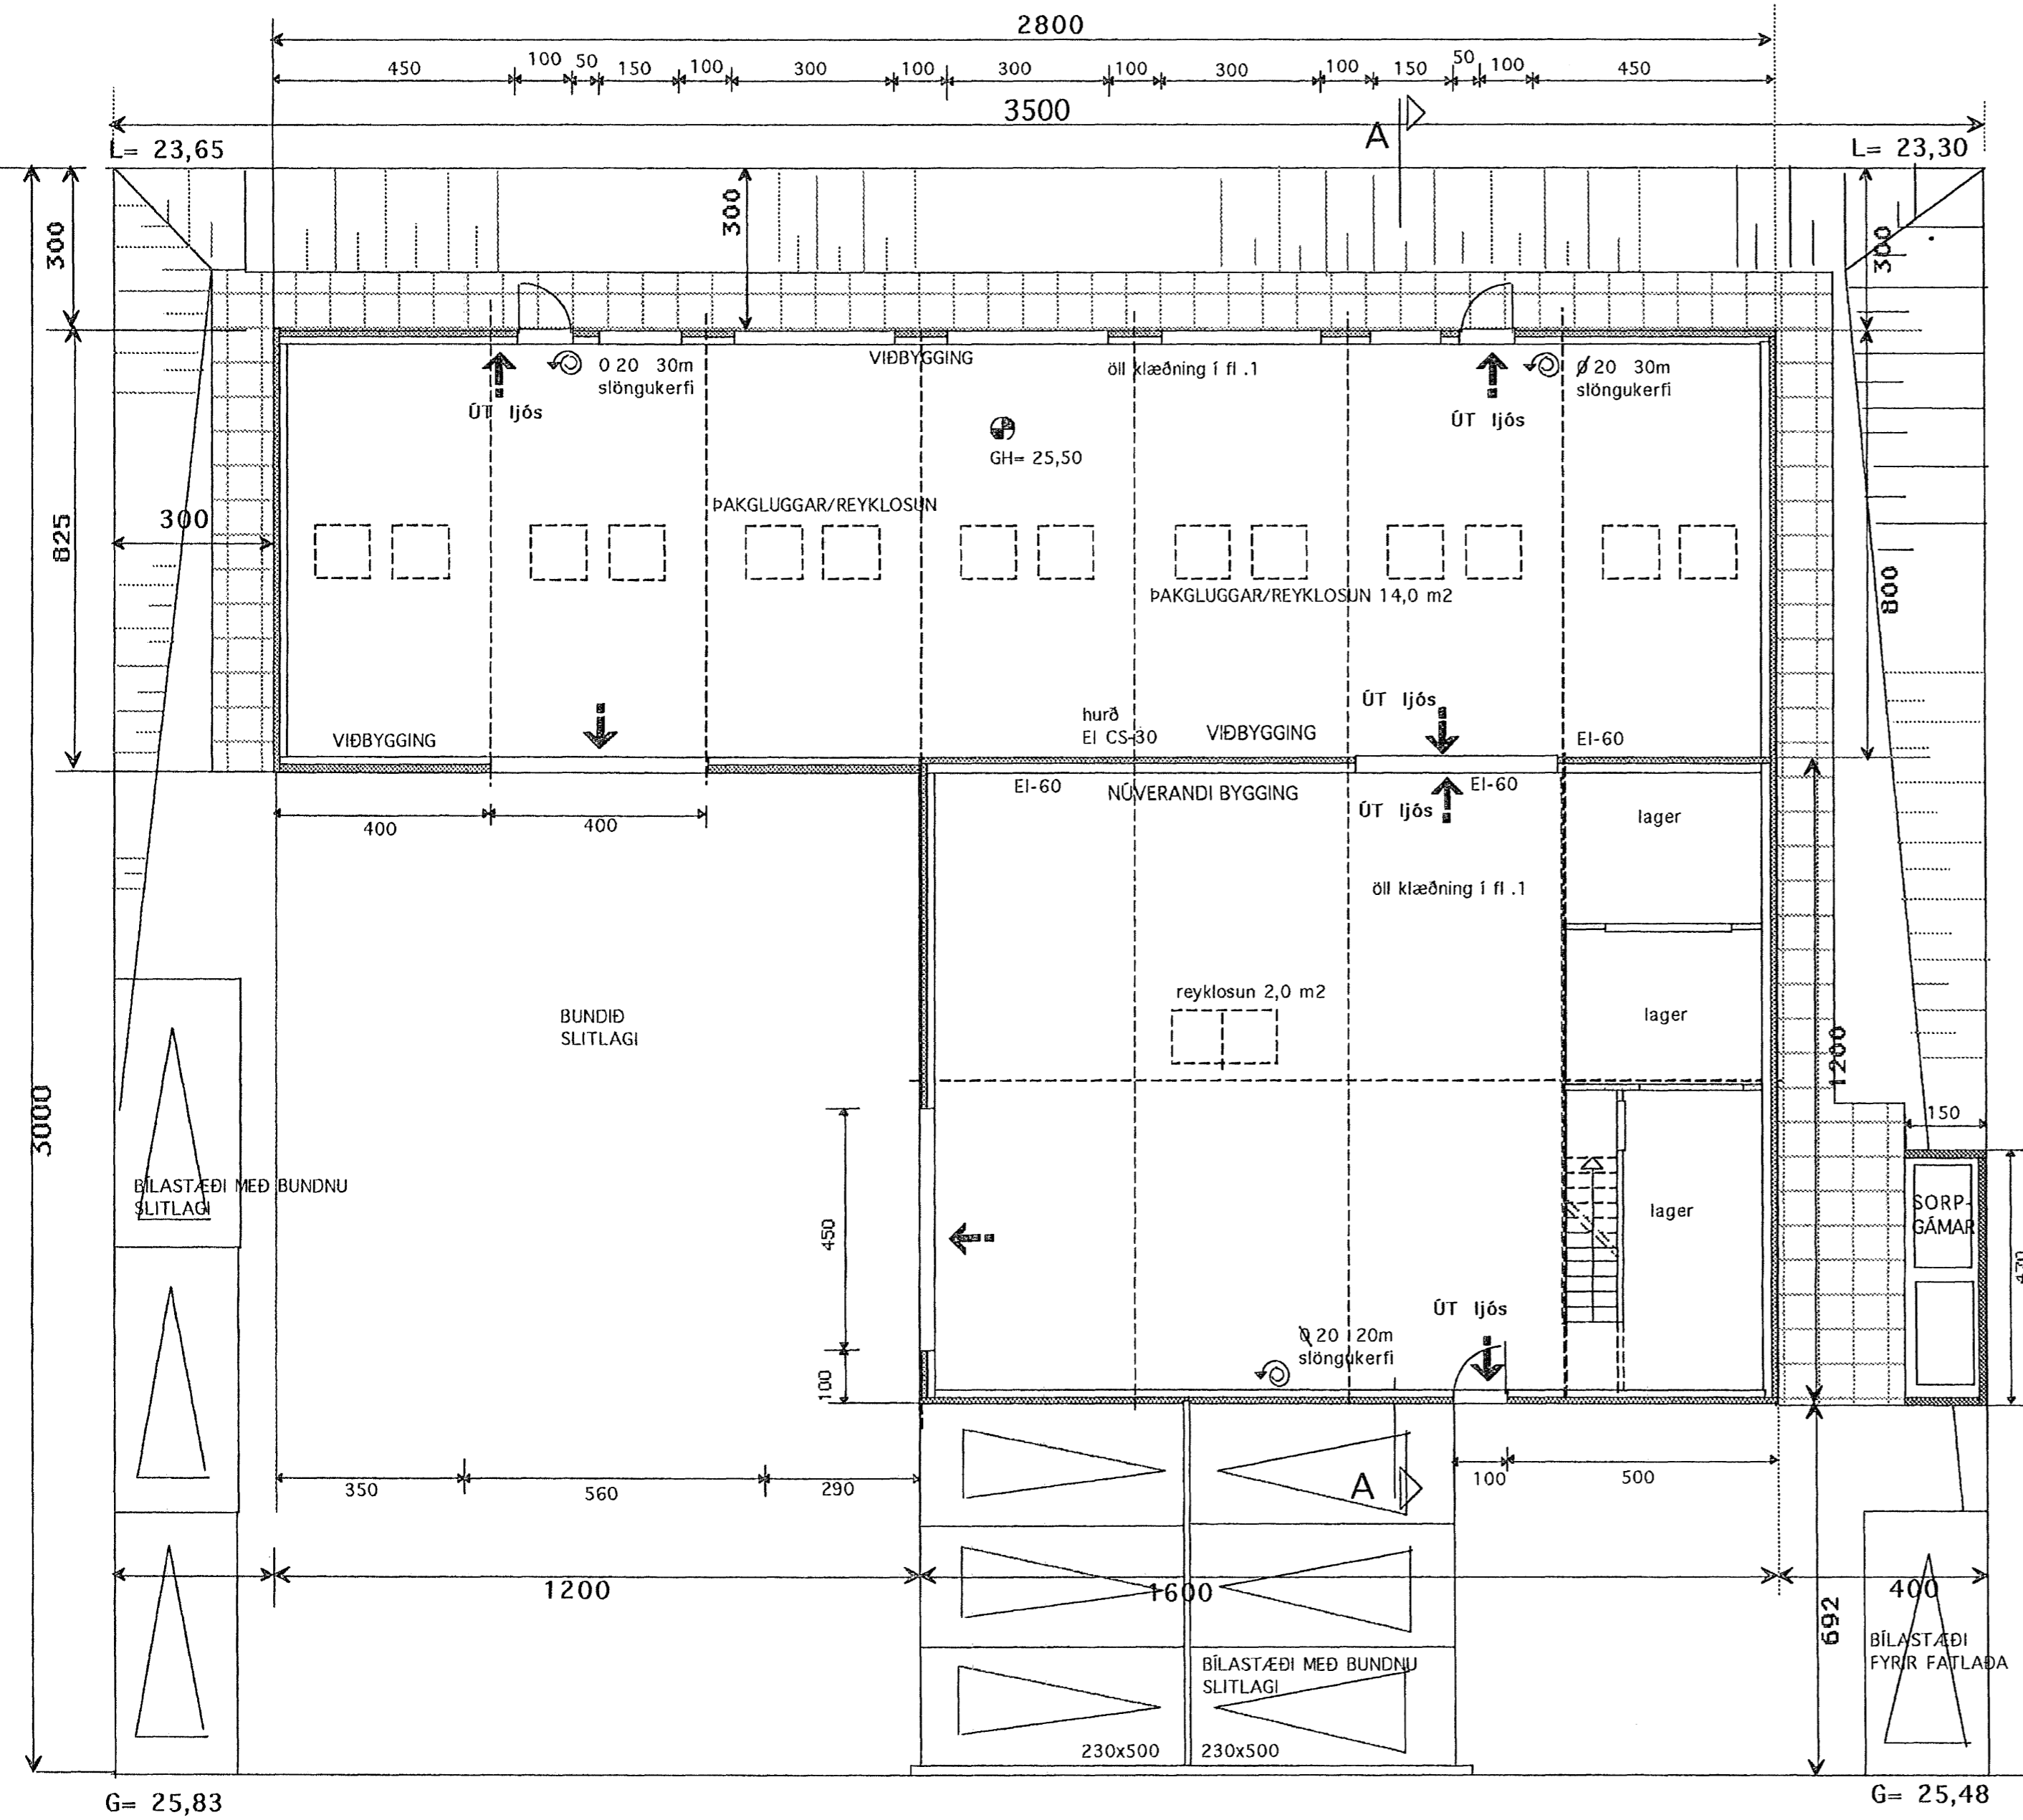 2800
450 100 50 150 100 300 100 300 100 300 100 150 50 100 450
3500
A
L= 23,65
L= 23,30
300
300
300
VIÐBYGGING
öll klæðning í fl .1
0 20 30m
slöngukerfi
Ø 20 30m
slöngukerfi
ÚT ljós
ÚT ljós
GH= 25,50
ÞAKGLUGGAR/REYKLOSUN
300
825
800
ÞAKGLUGGAR/REYKLOSUN 14,0 m2
ÚT ljós
hurð
EI CS-30
VIÐBYGGING
VIÐBYGGING
EI-60
EI-60
NÚVERANDI BYGGING
EI-60
ÚT ljós
400
400
lager
öll klæðning í fl .1
reyklosun 2,0 m2
lager
BUNDIÐ
SLITLAGI
1200
3000
150
BÍLASTÆÐI MEÐ BUNDNU
SLITLAGI
450
lager
SORP-
GÁMAR
470
ÚT ljós
Ø 20 20m
slöngukerfi
100
350
560
290
A
100
500
1200
1600
400
692
BÍLASTÆÐI
FYRIR FATLAÐA
BÍLASTÆÐI MEÐ BUNDNU
SLITLAGI
230x500
230x500
G= 25,83
G= 25,48